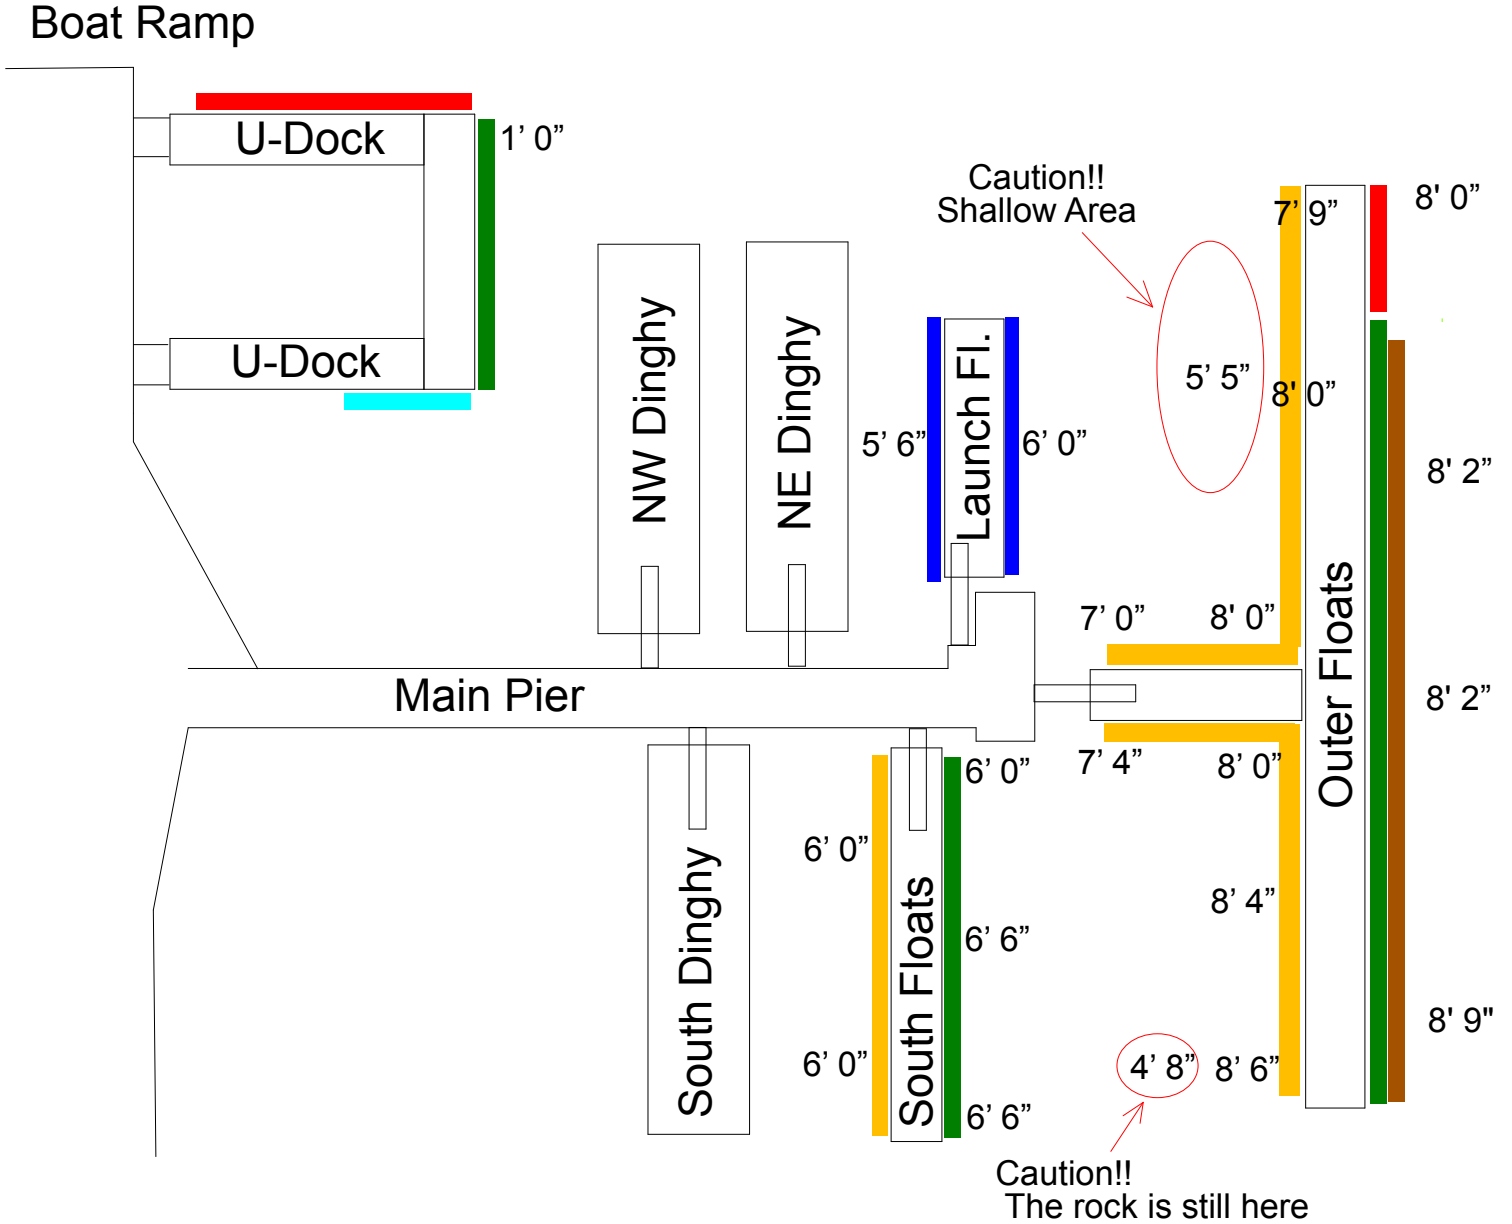 Boat Ramp
U-Dock
1’ 0”
Caution!!
Shallow Area
7’ 9”
8' 0”
U-Dock
NW Dinghy
NE Dinghy
Launch Fl.
5’ 5”
8’ 0”
5’ 6”
6’ 0”
8’ 2”
7’ 0”
8' 0”
Outer Floats
Main Pier
8’ 2”
7’ 4”
8’ 0”
6’ 0”
6’ 0”
South Dinghy
South Floats
8’ 4”
6’ 6”
8' 9"
6’ 0”
4’ 8”
8’ 6”
6’ 6”
Caution!!
The rock is still here